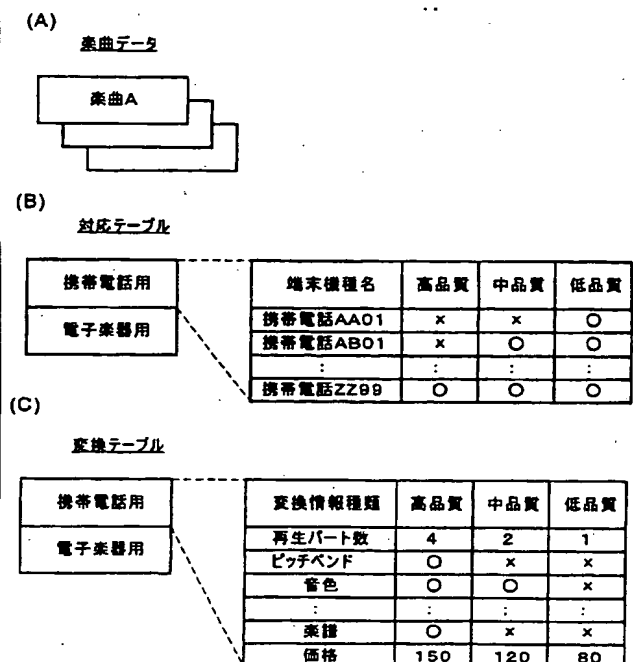 (A)
楽曲データ
楽曲A
(B)
対応テーブル
携帯電話用
電子楽器用
端末機種名 高品質 中品質 低品質
携帯電話AA01 × × ○
携帯電話AB01 × ○ ○
: : : :
携帯電話ZZ99 ○ ○ ○
(C)
変換テーブル
携帯電話用
電子楽器用
変換情報種類 高品質 中品質 低品質
再生パート数 4 2 1
ピッチベンド ○ × ×
音色 ○ ○ ×
: : : :
楽譜 ○ × ×
価格 150 120 80